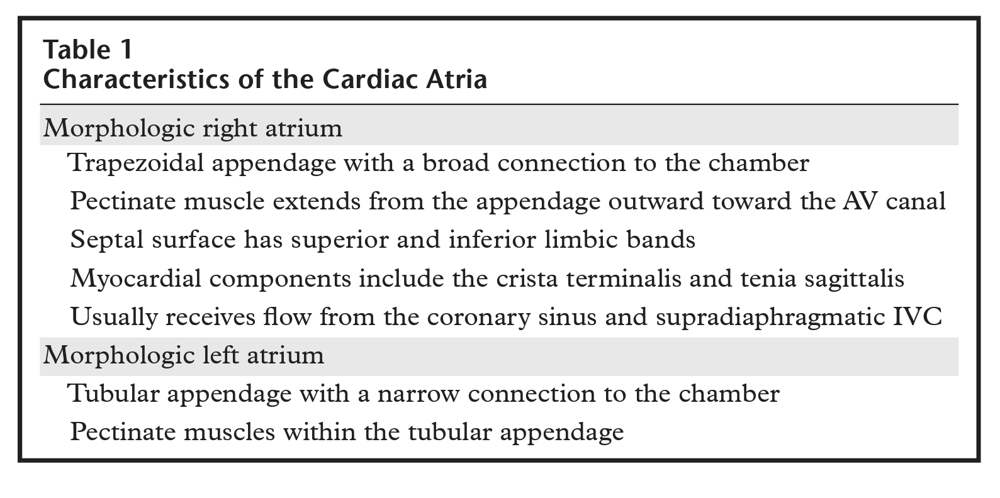 Table 1
Characteristics of the Cardiac Atria
Morphologic right atrium
Trapezoidal appendage with a broad connection to the chamber
Pectinate muscle extends from the appendage outward toward the AV canal
Septal surface has superior and inferior limbic bands
Myocardial components include the crista terminalis and tenia sagittalis
Usually receives flow from the coronary sinus and supradiaphragmatic IVC
Morphologic left atrium
Tubular appendage with a narrow connection to the chamber
Pectinate muscles within the tubular appendage